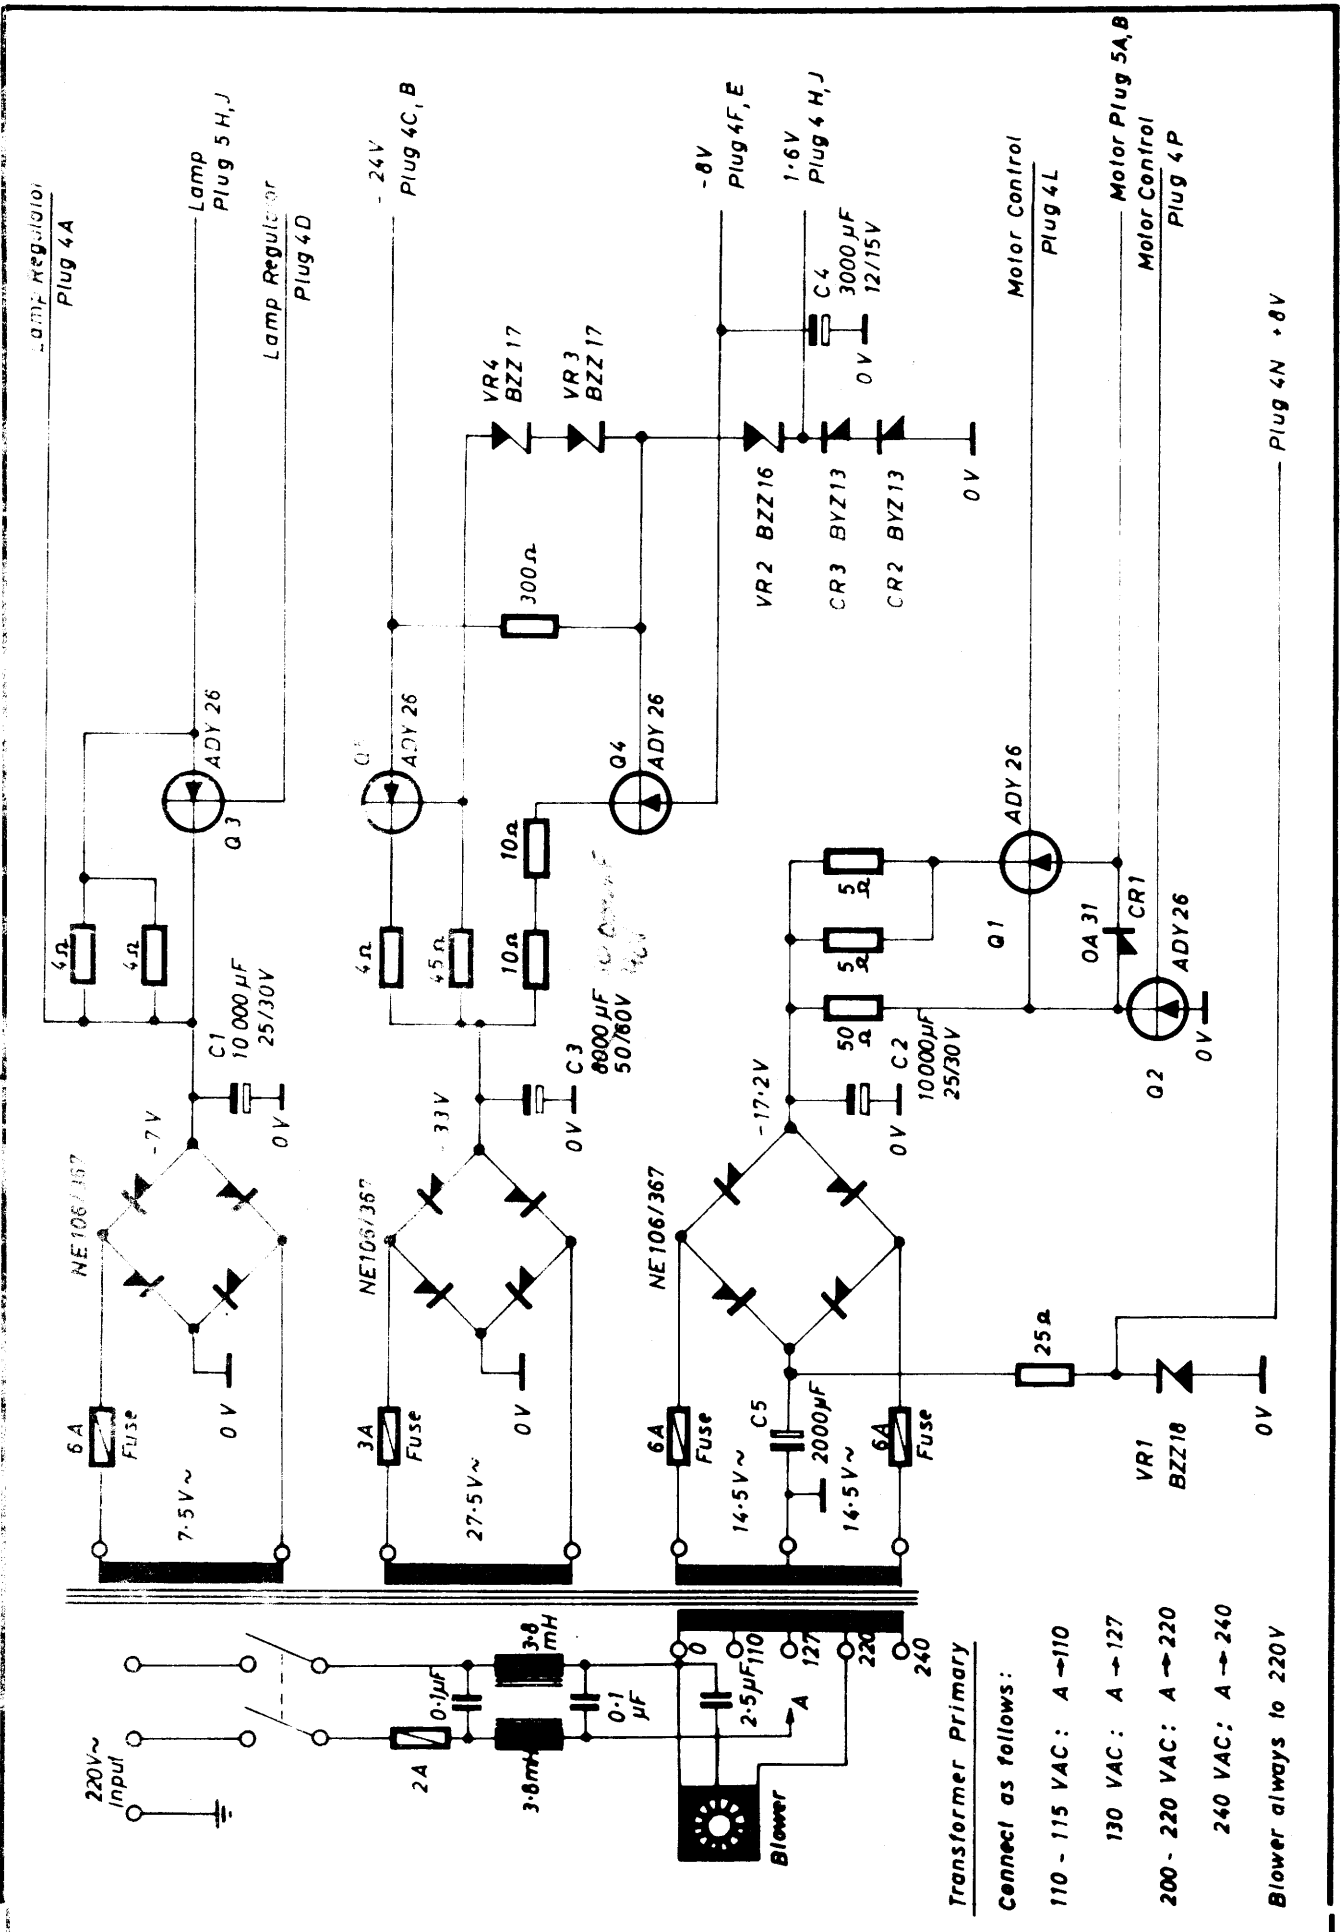 220V~
Input
2A
0·1µF
3·8
mH
3·8mH
0·1
µF
2·5µF
A
0
110
127
220
240
Blower
Transformer Primary
Connect as follows:
110 - 115 VAC: A → 110
130 VAC: A → 127
200 - 220 VAC: A → 220
240 VAC: A → 240
Blower always to 220V
6A
Fuse
7·5V~
0V
NE106/367
-7V
0V
C1
10 000µF
25/30V
4Ω
4Ω
Q3
ADY 26
Lamp Regulator
Plug 4A
Lamp
Plug 5 H,J
Lamp Regulator
Plug 4D
3A
Fuse
27·5V~
0V
NE106/367
-33V
0V
C3
8000µF
50/60V
4Ω
45Ω
10Ω
10Ω
ADY 26
Q4
ADY 26
300Ω
- 24V
Plug 4C, B
VR4
BZZ 17
VR3
BZZ 17
-8V
Plug 4F, E
1·6V
Plug 4 H,J
C4
3000µF
12/15V
0V
VR2 BZZ16
CR3 BYZ13
CR2 BYZ13
0V
6A
Fuse
14·5V~
C5
2000µF
14·5V~
6A
Fuse
NE106/367
-17·2V
0V
C2
10000µF
25/30V
50
Ω
5
Ω
5
Ω
Q1
ADY 26
OA 31
CR1
Q2
ADY26
0V
Motor Control
Plug 4L
Motor Plug 5A,B
Motor Control
Plug 4P
25Ω
VR1
BZZ18
0V
Plug 4N +8V